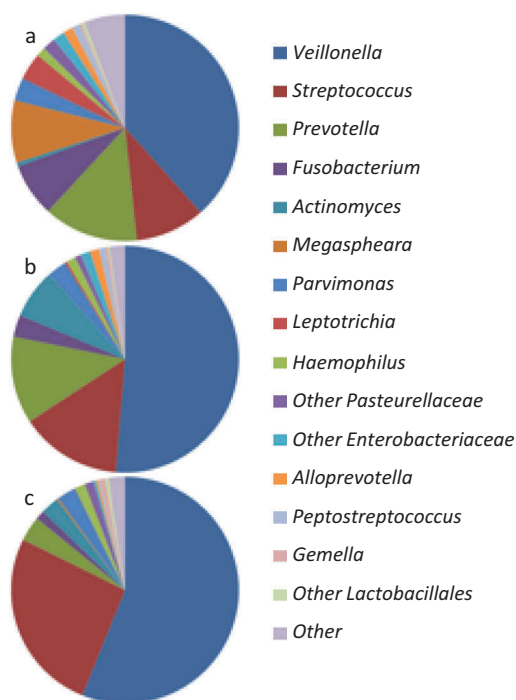 a
b
c
Veillonella
Streptococcus
Prevotella
Fusobacterium
Actinomyces
Megaspheara
Parvimonas
Leptotrichia
Haemophilus
Other Pasteurellaceae
Other Enterobacteriaceae
Alloprevotella
Peptostreptococcus
Gemella
Other Lactobacillales
Other